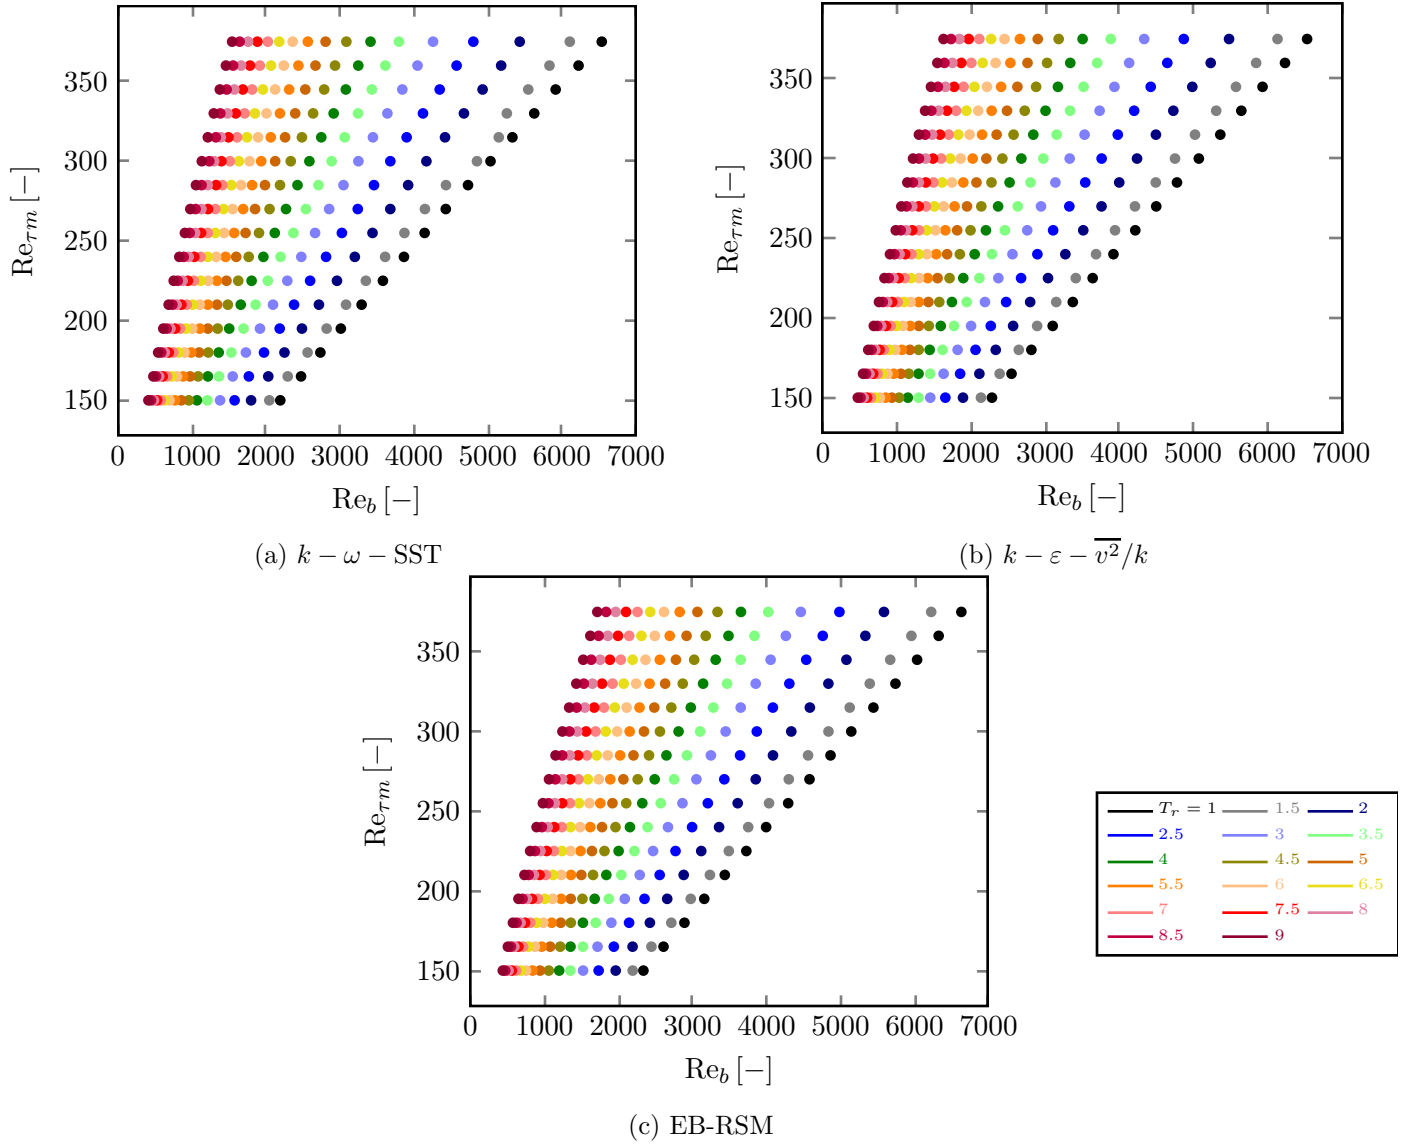 350
300
250
200
150
Re_{τm} [−]
0 1000 2000 3000 4000 5000 6000 7000
Re_b [−]
(a) k − ω − SST
350
300
250
200
150
Re_{τm} [−]
0 1000 2000 3000 4000 5000 6000 7000
Re_b [−]
(b) k − ε − \overline{v^2}/k
350
300
250
200
150
Re_{τm} [−]
0 1000 2000 3000 4000 5000 6000 7000
Re_b [−]
(c) EB-RSM
T_r = 1 1.5 2
2.5 3 3.5
4 4.5 5
5.5 6 6.5
7 7.5 8
8.5 9